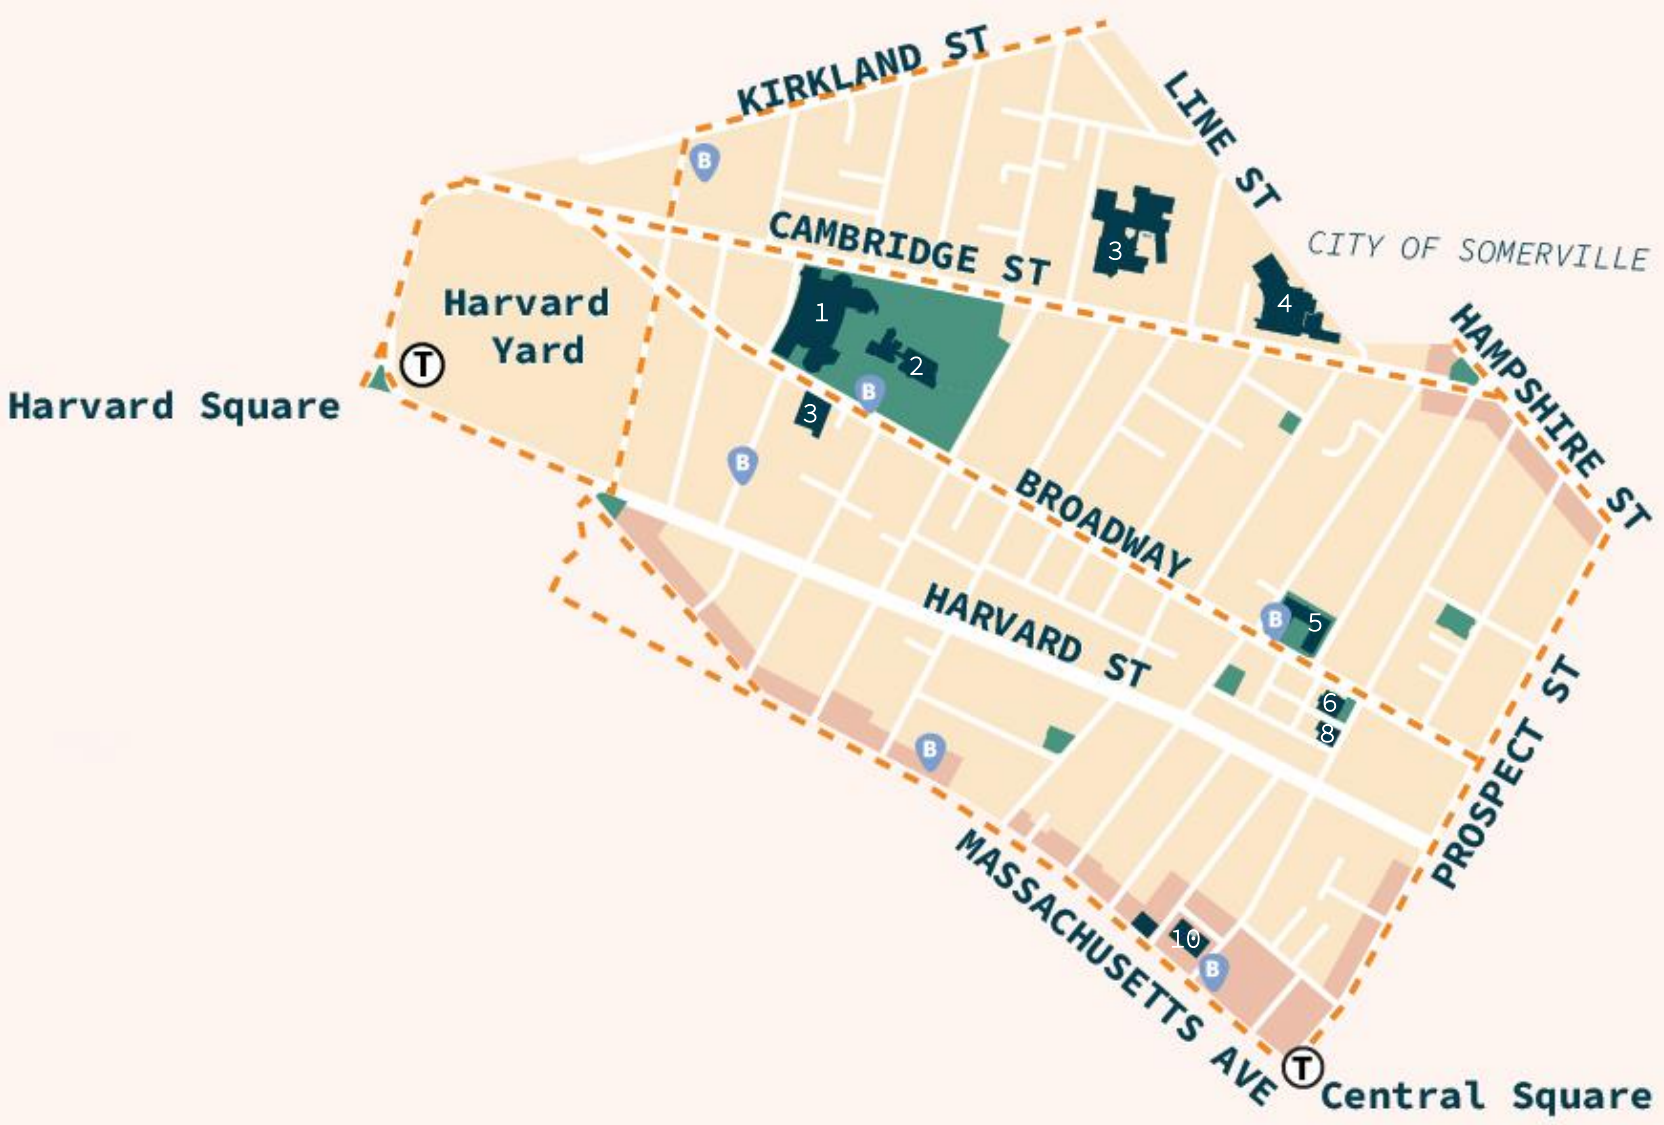 KIRKLAND ST
LINE ST
B
CAMBRIDGE ST
3
CITY OF SOMERVILLE
Harvard
Yard
1
4
HAMPSHIRE ST
T
2
B
Harvard Square
3
B
BROADWAY
HARVARD ST
B
5
6
8
PROSPECT ST
B
MASSACHUSETTS AVE
10
B
T
Central Square